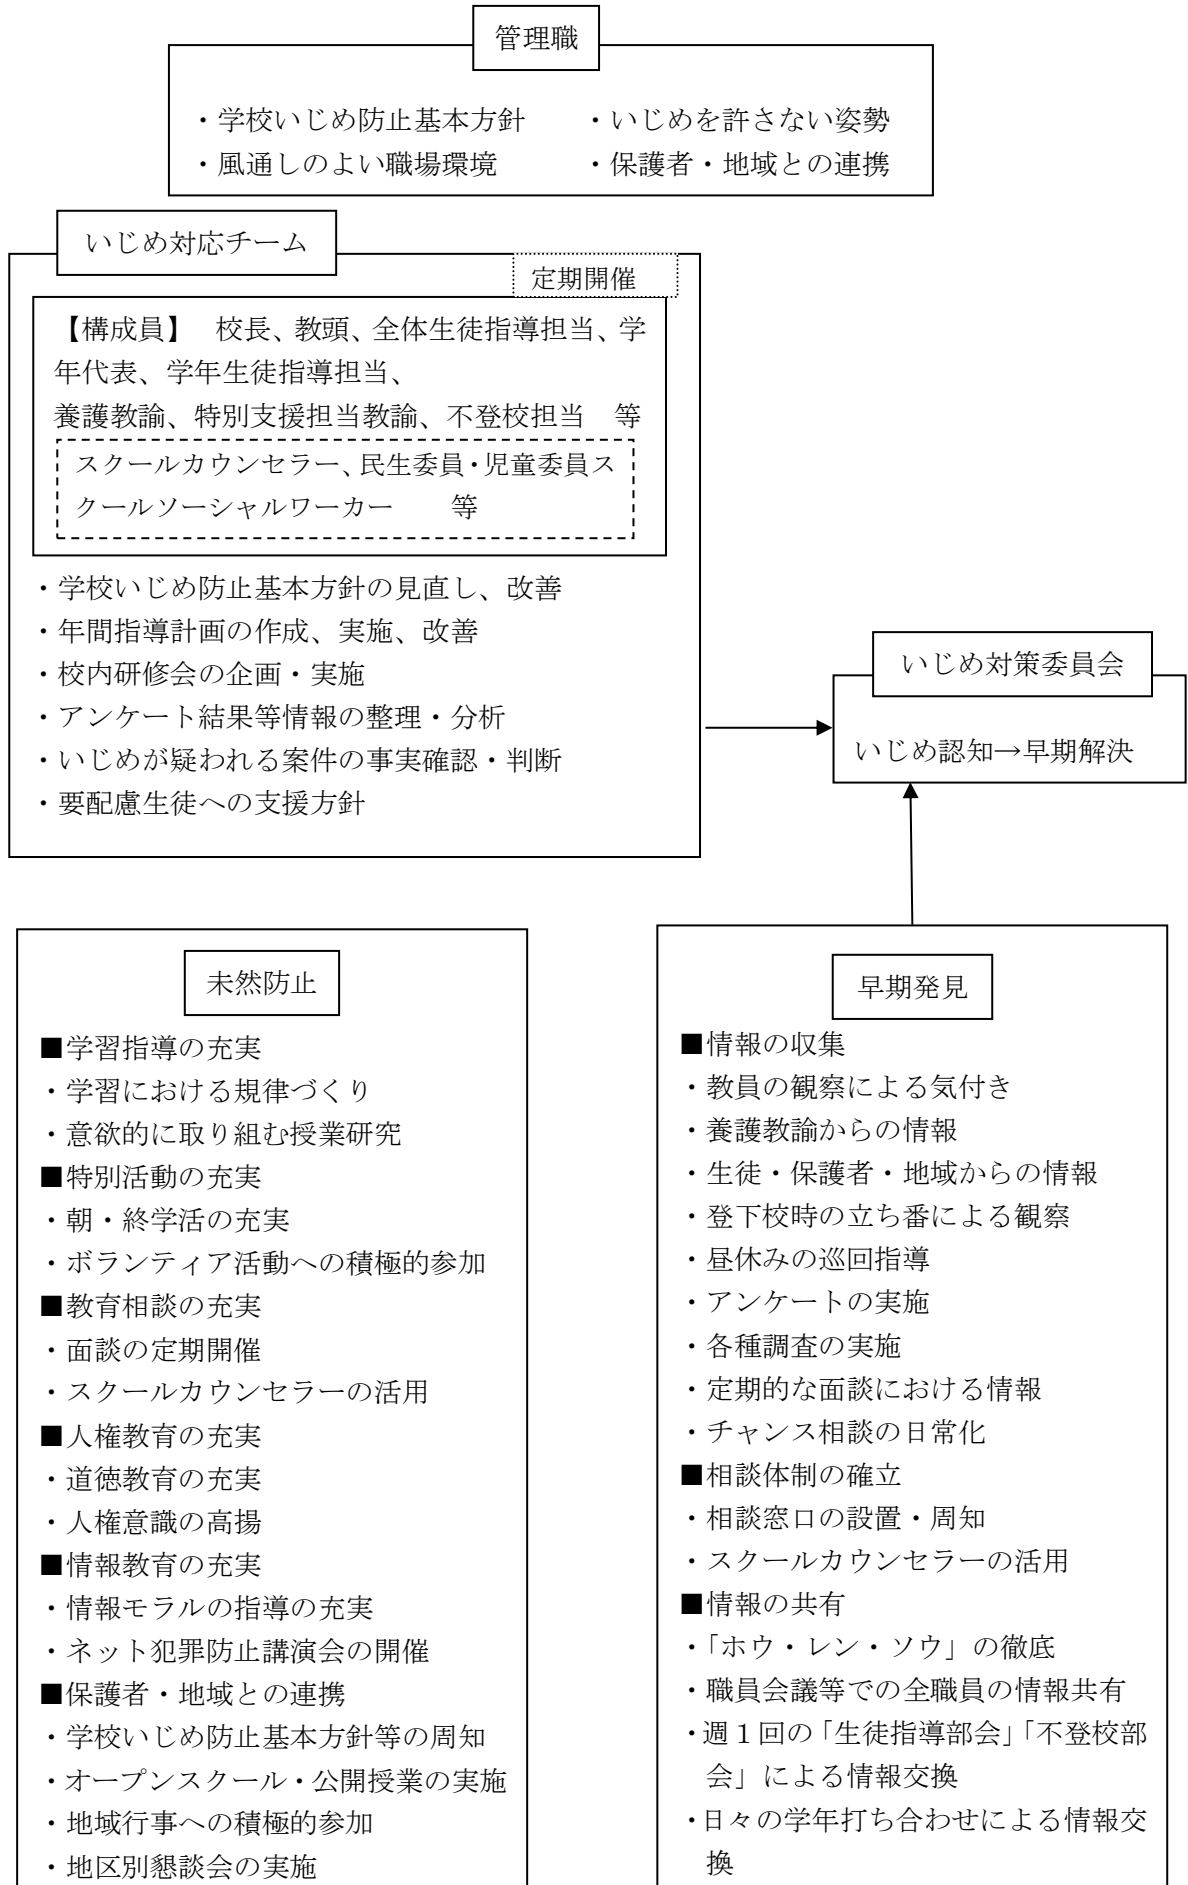 管理職
・学校いじめ防止基本方針　　・いじめを許さない姿勢
・風通しのよい職場環境　　　・保護者・地域との連携
いじめ対応チーム
定期開催
【構成員】　校長、教頭、全体生徒指導担当、学
年代表、学年生徒指導担当、
養護教諭、特別支援担当教諭、不登校担当　等
スクールカウンセラー、民生委員・児童委員ス
クールソーシャルワーカー　　等
・学校いじめ防止基本方針の見直し、改善
・年間指導計画の作成、実施、改善
・校内研修会の企画・実施
・アンケート結果等情報の整理・分析
・いじめが疑われる案件の事実確認・判断
・要配慮生徒への支援方針
いじめ対策委員会
いじめ認知→早期解決
未然防止
■学習指導の充実
・学習における規律づくり
・意欲的に取り組む授業研究
■特別活動の充実
・朝・終学活の充実
・ボランティア活動への積極的参加
■教育相談の充実
・面談の定期開催
・スクールカウンセラーの活用
■人権教育の充実
・道徳教育の充実
・人権意識の高揚
■情報教育の充実
・情報モラルの指導の充実
・ネット犯罪防止講演会の開催
■保護者・地域との連携
・学校いじめ防止基本方針等の周知
・オープンスクール・公開授業の実施
・地域行事への積極的参加
・地区別懇談会の実施
早期発見
■情報の収集
・教員の観察による気付き
・養護教諭からの情報
・生徒・保護者・地域からの情報
・登下校時の立ち番による観察
・昼休みの巡回指導
・アンケートの実施
・各種調査の実施
・定期的な面談における情報
・チャンス相談の日常化
■相談体制の確立
・相談窓口の設置・周知
・スクールカウンセラーの活用
■情報の共有
・「ホウ・レン・ソウ」の徹底
・職員会議等での全職員の情報共有
・週１回の「生徒指導部会」「不登校部
会」による情報交換
・日々の学年打ち合わせによる情報交
換